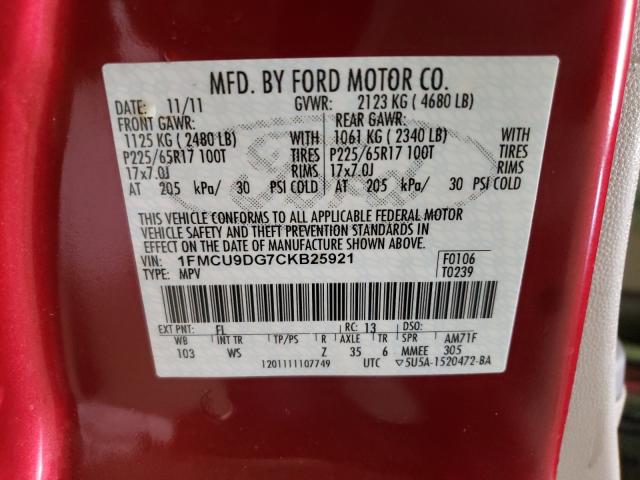 MFD. BY FORD MOTOR CO.
DATE: 11/11 GVWR: 2123 KG ( 4680 LB)
FRONT GAWR: REAR GAWR:
1125 KG ( 2480 LB) WITH 1061 KG ( 2340 LB) WITH
P225/65R17 100T TIRES P225/65R17 100T TIRES
17x7.0J RIMS 17x7.0J RIMS
AT 205 kPa/ 30 PSI COLD AT 205 kPa/ 30 PSI COLD
THIS VEHICLE CONFORMS TO ALL APPLICABLE FEDERAL MOTOR
VEHICLE SAFETY AND THEFT PREVENTION STANDARDS IN
EFFECT ON THE DATE OF MANUFACTURE SHOWN ABOVE.
VIN: 1FMCU9DG7CKB25921 F0106
TYPE: MPV T0239
EXT PNT: FL RC: 13 DSO:
WB INT TR TP/PS R AXLE TR SPR AM71F
103 WS Z 35 6 MMEE 305
1201111107749 UTC ▽5U5A-1520472-BA